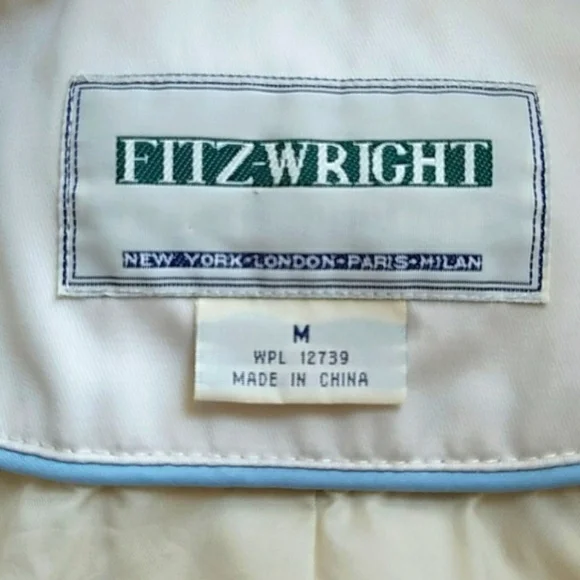 FITZ-WRIGHT
NEW YORK-LONDON-PARIS-MILAN
M
WPL 12739
MADE IN CHINA